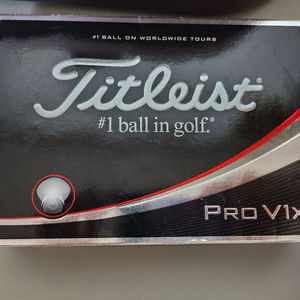 #1 BALL ON WORLDWIDE TOURS
Titleist®
#1 ball in golf.®
PRO V1x